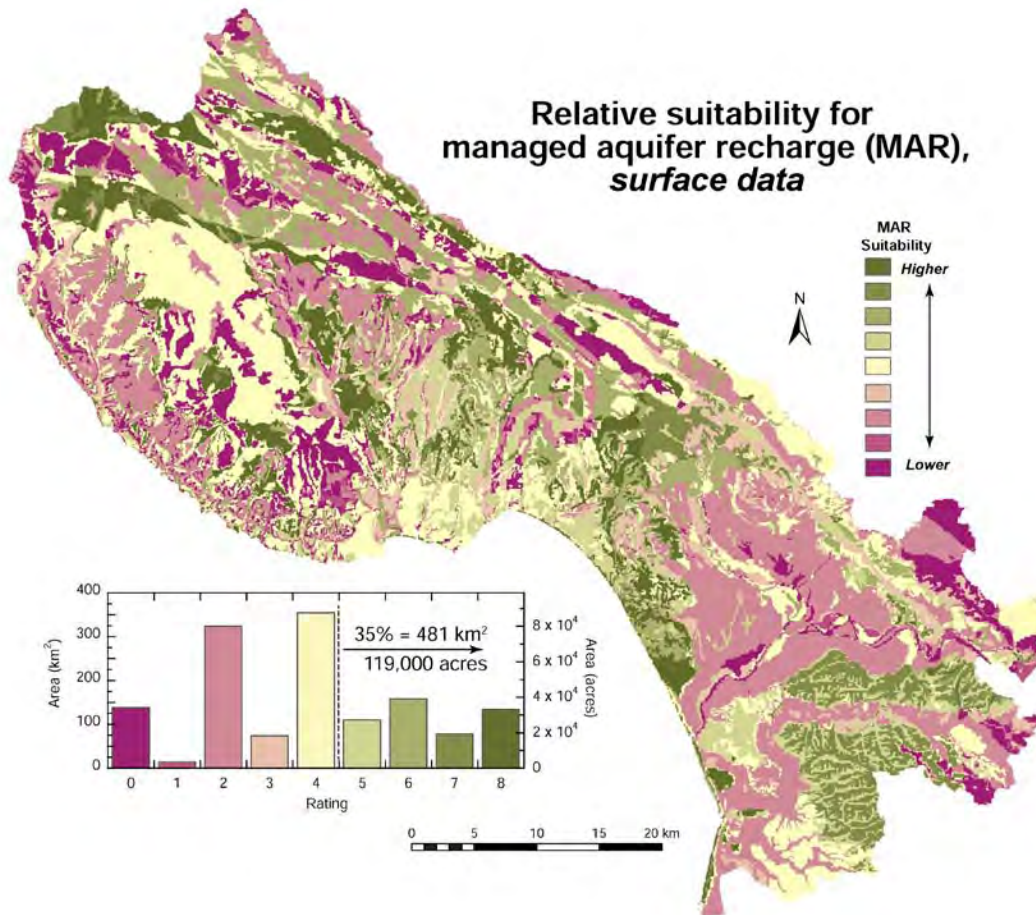 Relative suitability for
managed aquifer recharge (MAR),
surface data
MAR
Suitability
Higher
Lower
N
400
300
200
300
200
100
0
Area (km²)
35% = 481 km²
119,000 acres
8 x 10⁴
6 x 10⁴
4 x 10⁴
2 x 10⁴
0
Area (acres)
0 1 2 3 4 5 6 7 8
Rating
0 5 10 15 20 km